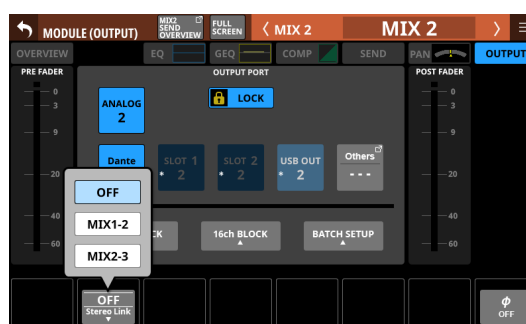 MODULE (OUTPUT)
MIX2
SEND
OVERVIEW
FULL
SCREEN
MIX 2
MIX 2
OVERVIEW
EQ
GEQ
COMP
SEND
PAN
OUTPUT
PRE FADER
OUTPUT PORT
POST FADER
0
3
9
20
40
60
ANALOG
2
LOCK
Dante
SLOT 1
* 2
SLOT 2
* 2
USB OUT
* 2
Others
---
0
3
9
20
40
60
OFF
MIX1-2
MIX2-3
CK
16ch BLOCK
BATCH SETUP
OFF
Stereo Link
ϕ
OFF